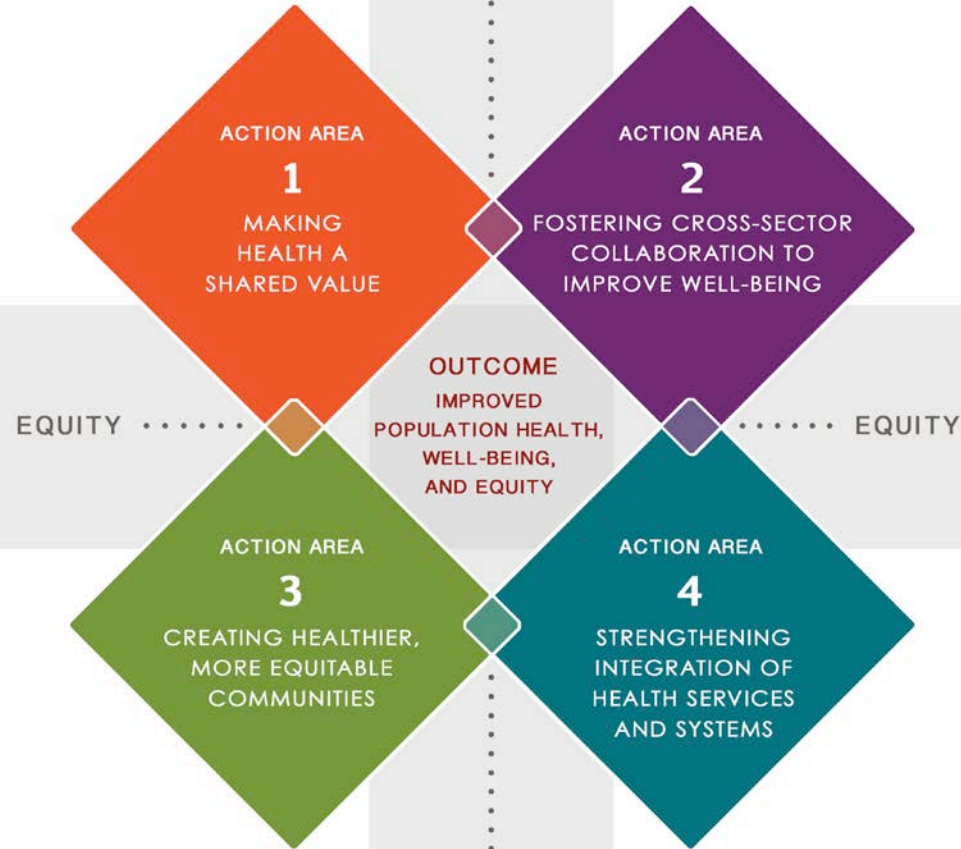 ACTION AREA
1
MAKING
HEALTH A
SHARED VALUE
ACTION AREA
2
FOSTERING CROSS-SECTOR
COLLABORATION TO
IMPROVE WELL-BEING
EQUITY
OUTCOME
IMPROVED
POPULATION HEALTH,
WELL-BEING,
AND EQUITY
EQUITY
ACTION AREA
3
CREATING HEALTHIER,
MORE EQUITABLE
COMMUNITIES
ACTION AREA
4
STRENGTHENING
INTEGRATION OF
HEALTH SERVICES
AND SYSTEMS